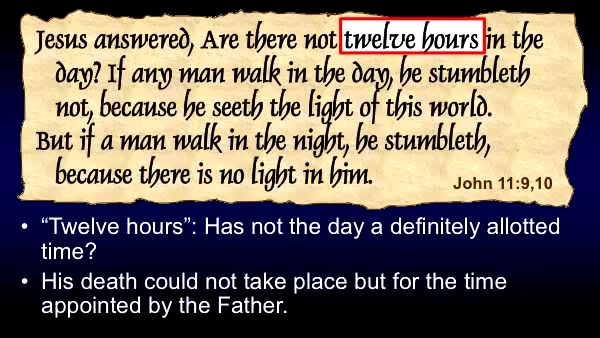 Jesus answered, Are there not twelve hours in the
day? If any man walk in the day, he stumbleth
not, because he seeth the light of this world.
But if a man walk in the night, he stumbleth,
because there is no light in him.
John 11:9,10
• “Twelve hours”: Has not the day a definitely allotted
time?
• His death could not take place but for the time
appointed by the Father.